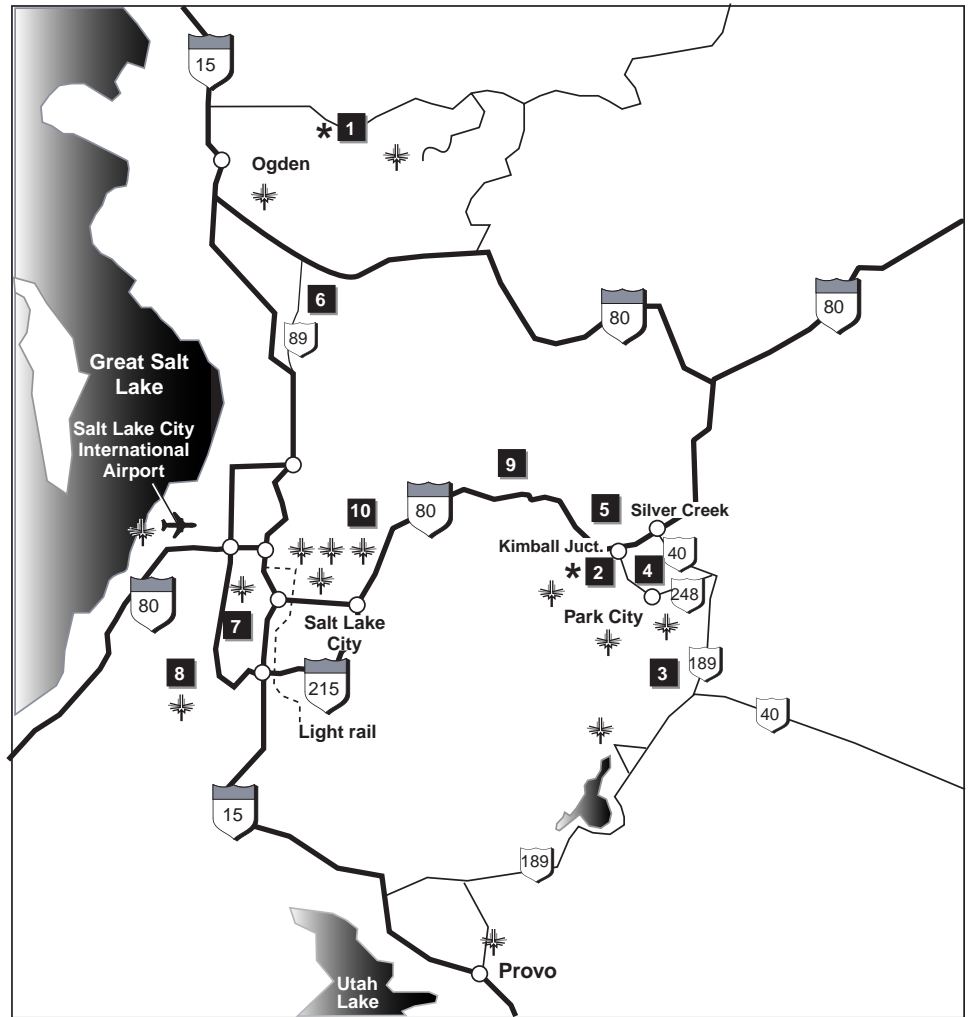 15
* 1
Ogden
6
89
80
80
Great Salt
Lake
Salt Lake City
International
Airport
9
80
10
5
Silver Creek
Kimball Juct.
40
* 2
4
248
80
Park City
Salt Lake
City
7
8
3
189
215
40
Light rail
15
189
Provo
Utah
Lake